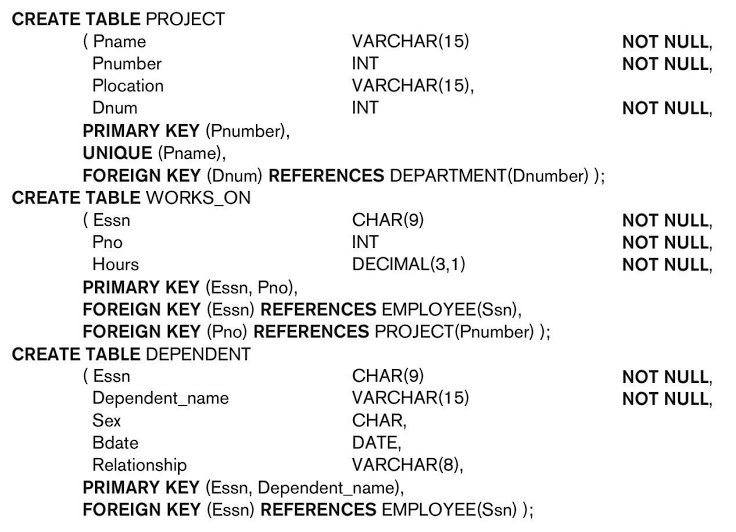 CREATE TABLE PROJECT
( Pname VARCHAR(15) NOT NULL,
Pnumber INT NOT NULL,
Plocation VARCHAR(15),
Dnum INT NOT NULL,
PRIMARY KEY (Pnumber),
UNIQUE (Pname),
FOREIGN KEY (Dnum) REFERENCES DEPARTMENT(Dnumber) );
CREATE TABLE WORKS_ON
( Essn CHAR(9) NOT NULL,
Pno INT NOT NULL,
Hours DECIMAL(3,1) NOT NULL,
PRIMARY KEY (Essn, Pno),
FOREIGN KEY (Essn) REFERENCES EMPLOYEE(Ssn),
FOREIGN KEY (Pno) REFERENCES PROJECT(Pnumber) );
CREATE TABLE DEPENDENT
( Essn CHAR(9) NOT NULL,
Dependent_name VARCHAR(15) NOT NULL,
Sex CHAR,
Bdate DATE,
Relationship VARCHAR(8),
PRIMARY KEY (Essn, Dependent_name),
FOREIGN KEY (Essn) REFERENCES EMPLOYEE(Ssn) );